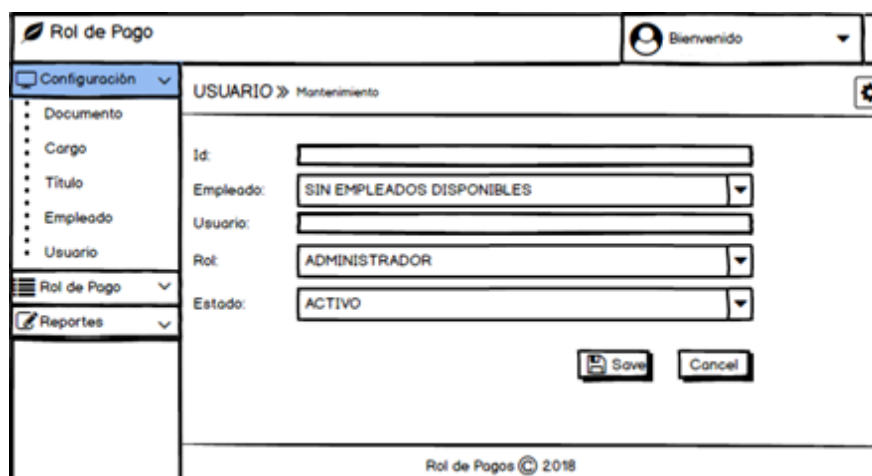 Rol de Pago
Bienvenido
Configuración
USUARIO » Mantenimiento
Documento
Cargo
Título
Empleado
Usuario
Rol de Pago
Reportes
Id:
Empleado: SIN EMPLEADOS DISPONIBLES
Usuario:
Rol: ADMINISTRADOR
Estado: ACTIVO
Save Cancel
Rol de Pagos © 2018